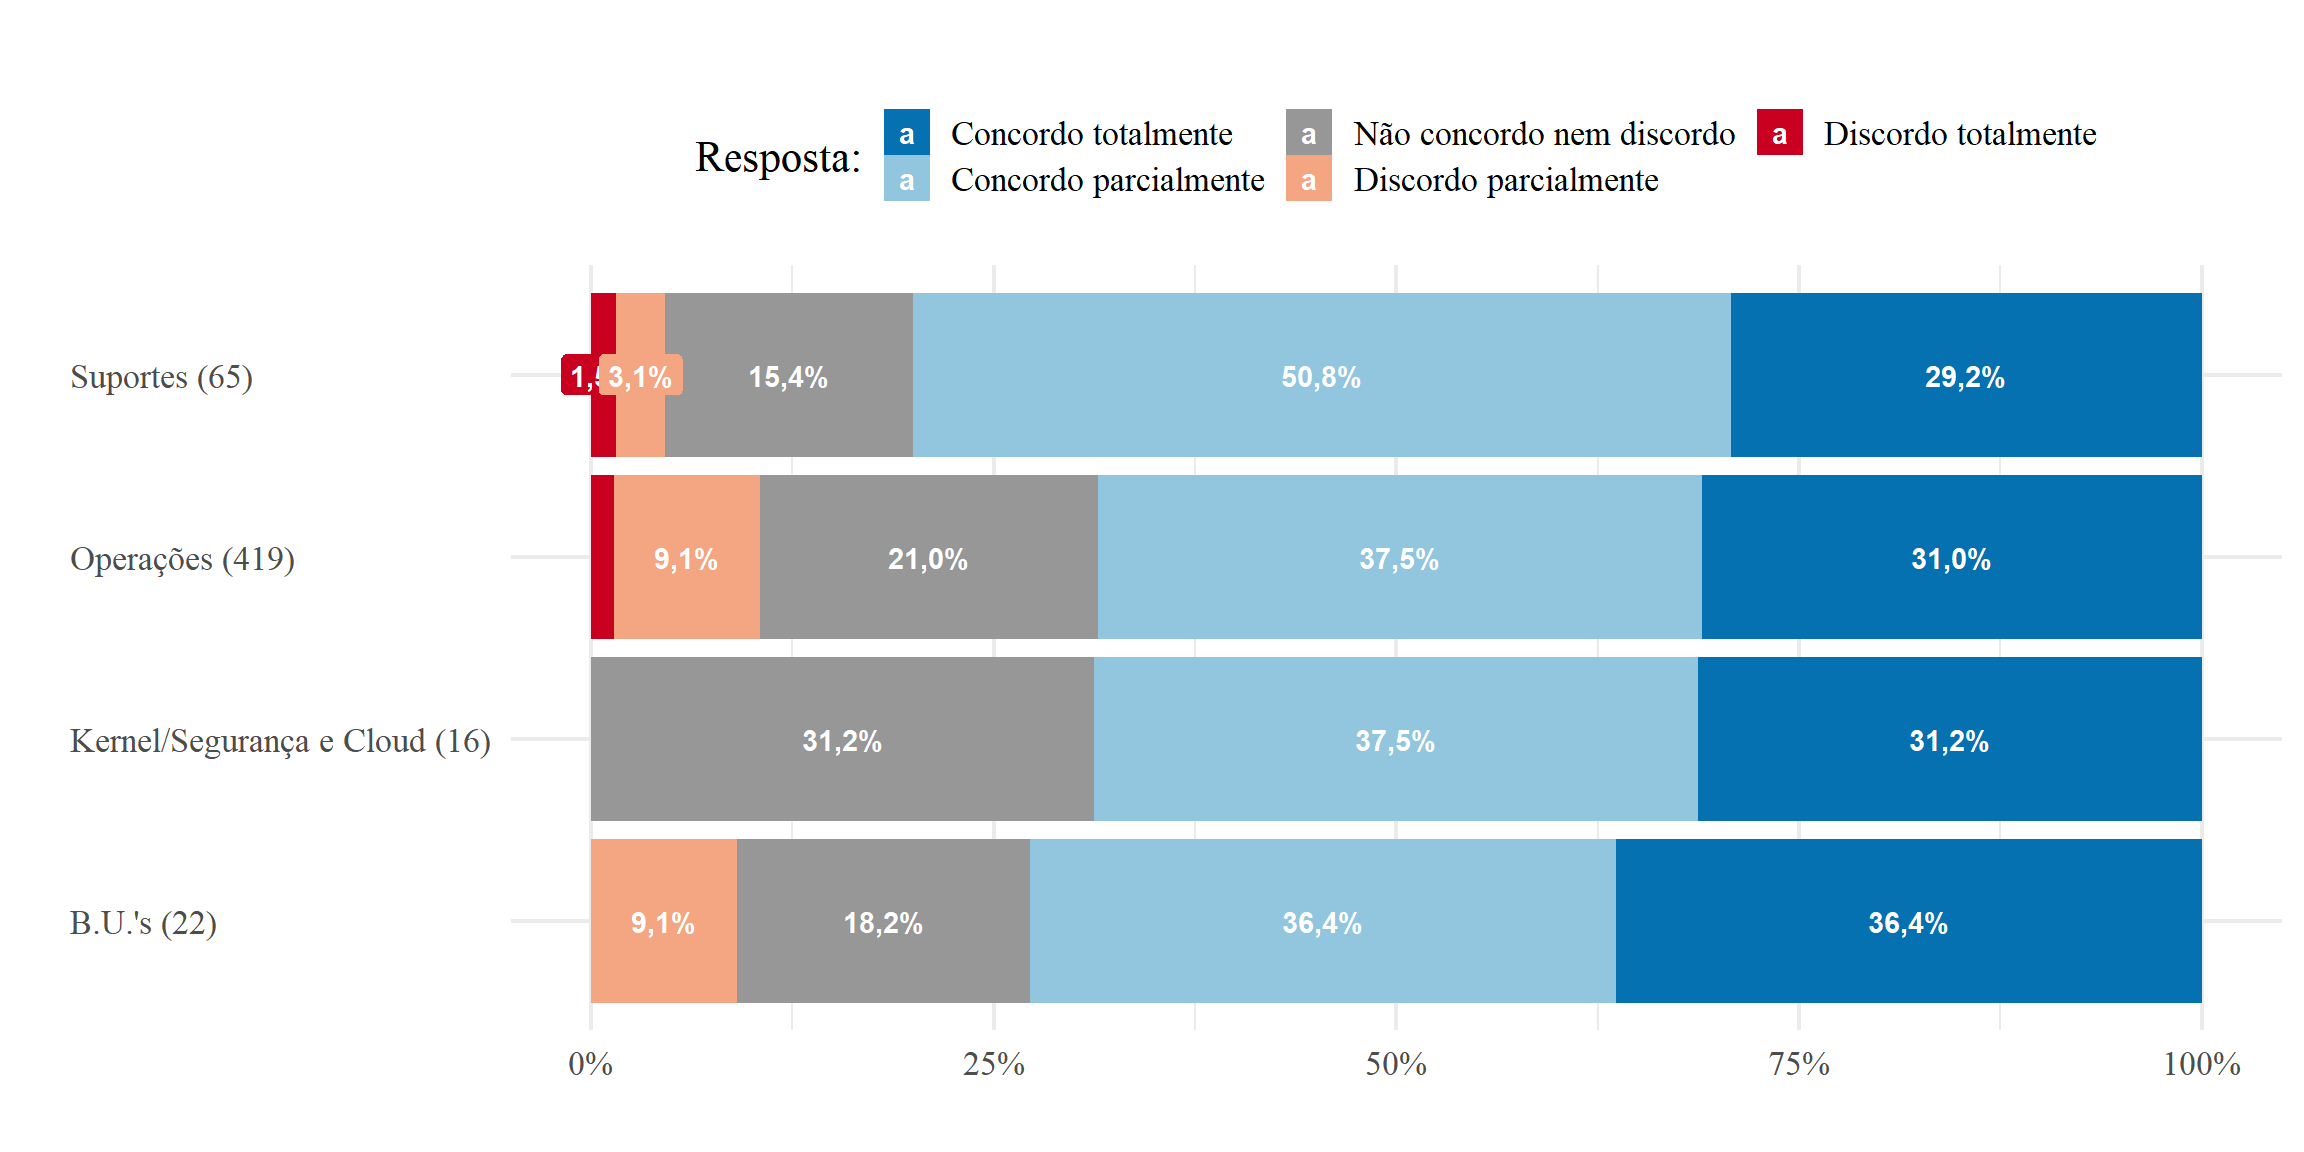 Resposta:
a Concordo totalmente
a Concordo parcialmente
a Não concordo nem discordo
a Discordo parcialmente
a Discordo totalmente
Suportes (65)
3,1% 15,4% 50,8% 29,2%
Operações (419)
9,1% 21,0% 37,5% 31,0%
Kernel/Segurança e Cloud (16)
31,2% 37,5% 31,2%
B.U.'s (22)
9,1% 18,2% 36,4% 36,4%
0% 25% 50% 75% 100%